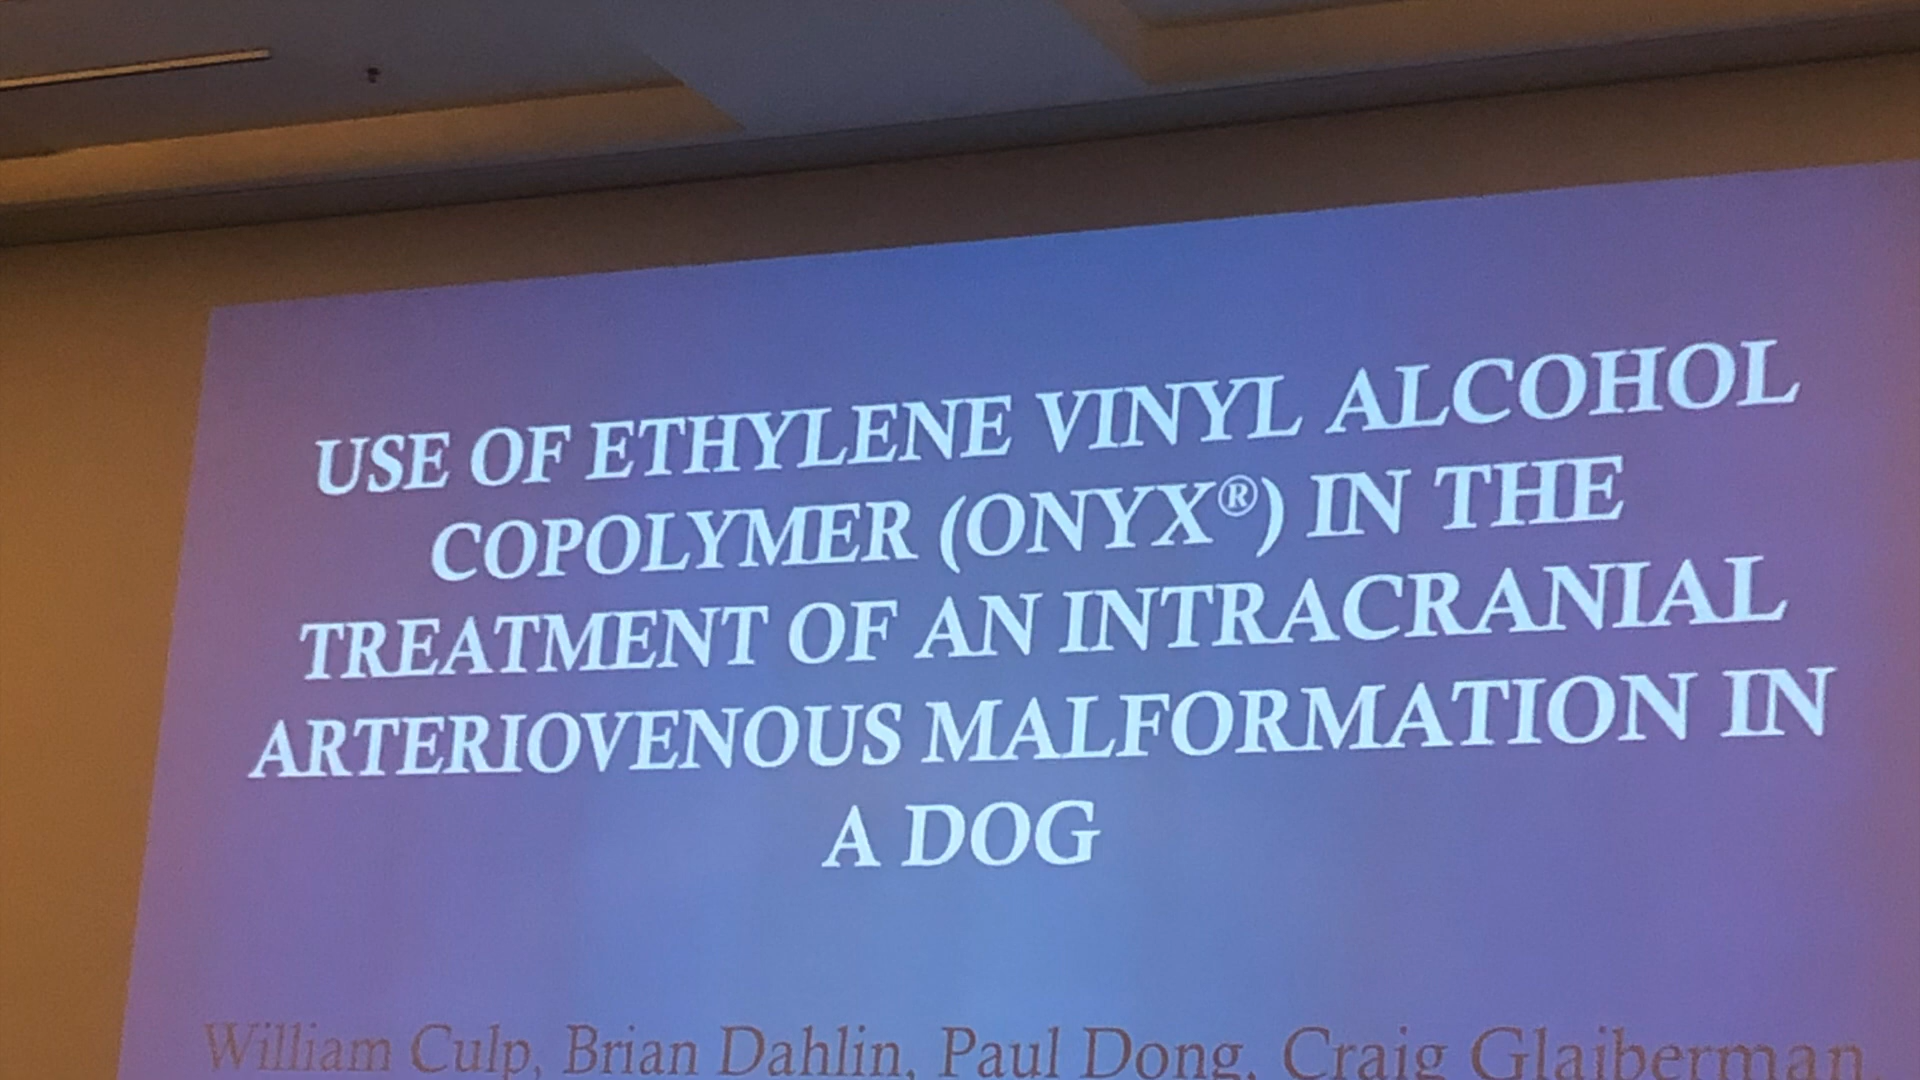 USE OF ETHYLENE VINYL ALCOHOL
COPOLYMER (ONYX®) IN THE
TREATMENT OF AN INTRACRANIAL
ARTERIOVENOUS MALFORMATION IN
A DOG
William Culp, Brian Dahlin, Paul Dong, Craig Glaiberman